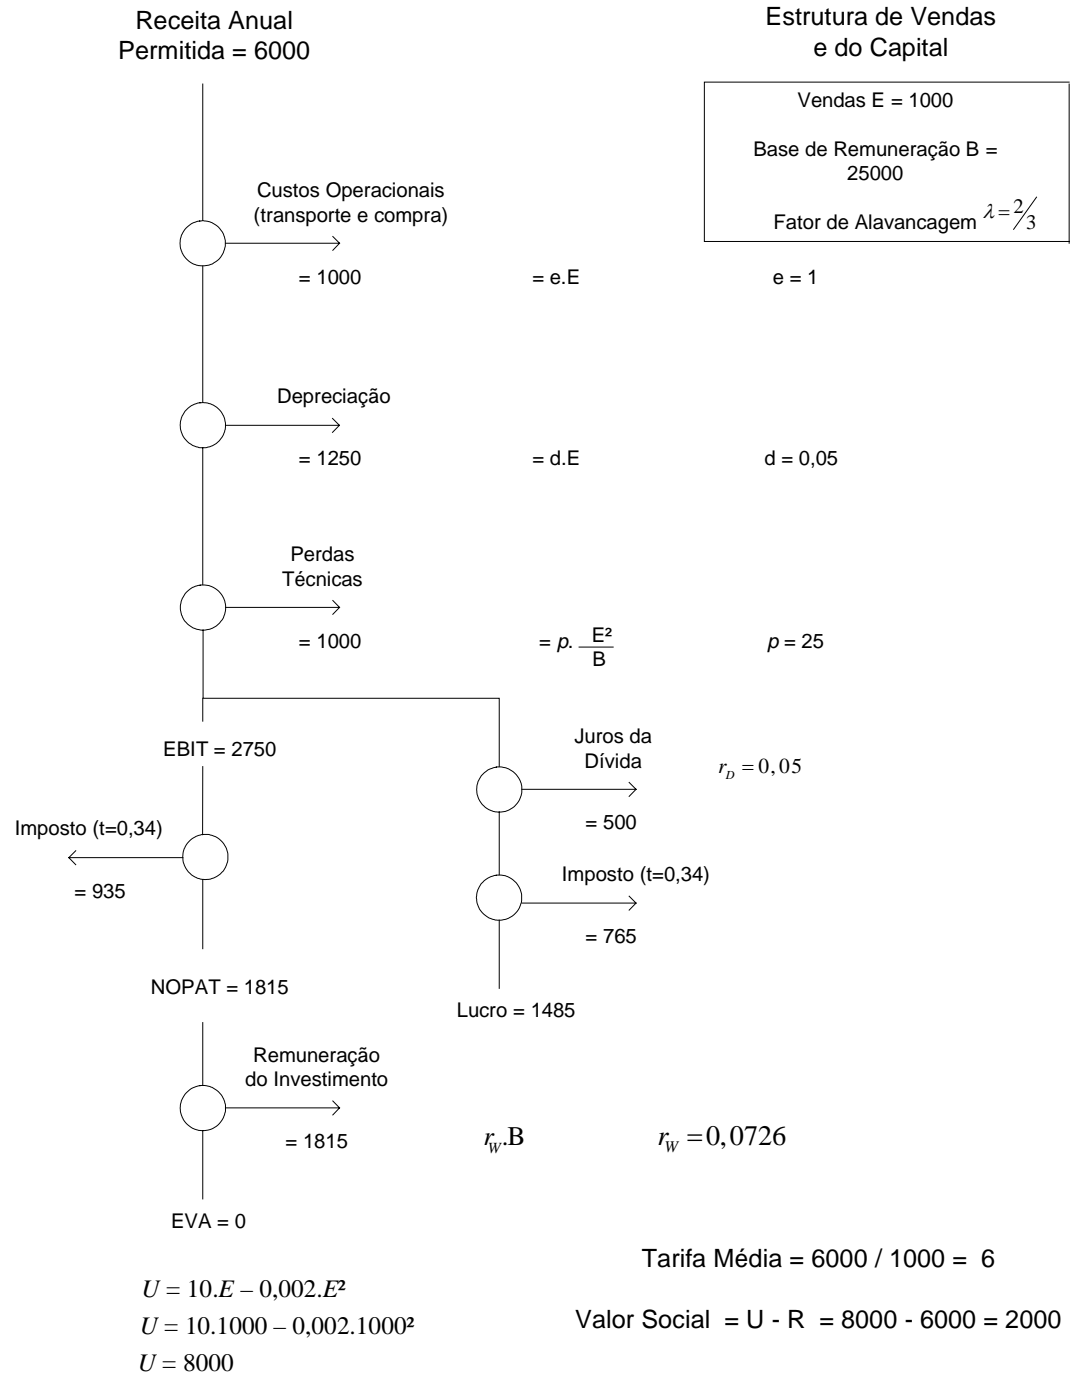 Receita Anual
Permitida = 6000
Estrutura de Vendas
e do Capital
Vendas E = 1000
Base de Remuneração B =
25000
Fator de Alavancagem λ = 2/3
Custos Operacionais
(transporte e compra)
= 1000
= e.E
e = 1
Depreciação
= 1250
= d.E
d = 0,05
Perdas
Técnicas
= 1000
= p. E²
B
p = 25
EBIT = 2750
Juros da
Dívida
r_D = 0,05
= 500
Imposto (t=0,34)
= 935
Imposto (t=0,34)
= 765
NOPAT = 1815
Lucro = 1485
Remuneração
do Investimento
= 1815
r_W.B
r_W = 0,0726
EVA = 0
Tarifa Média = 6000 / 1000 = 6
U = 10.E – 0,002.E²
U = 10.1000 – 0,002.1000²
Valor Social = U - R = 8000 - 6000 = 2000
U = 8000